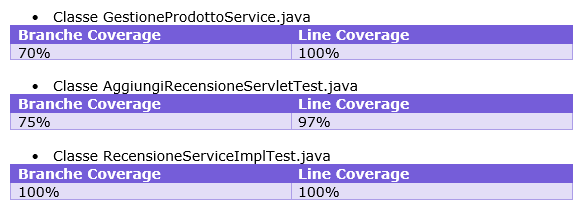 • Classe GestioneProdottoService.java
Branche Coverage Line Coverage
70% 100%
• Classe AggiungiRecensioneServletTest.java
Branche Coverage Line Coverage
75% 97%
• Classe RecensioneServiceImplTest.java
Branche Coverage Line Coverage
100% 100%